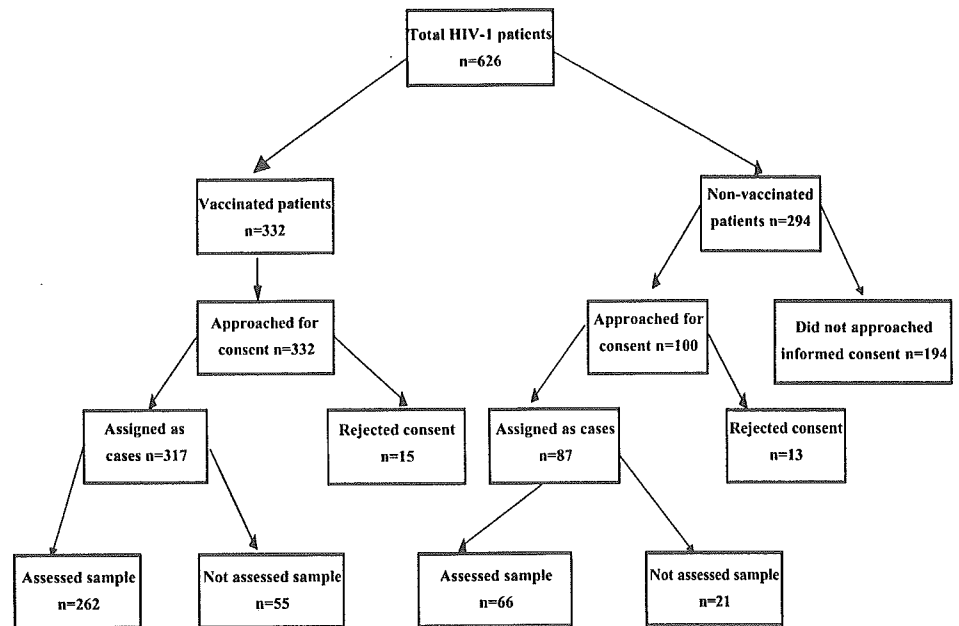 Total HIV-1 patients
n=626
Vaccinated patients
n=332
Non-vaccinated
patients n=294
Approached for
consent n=332
Approached for
consent n=100
Did not approached
informed consent n=194
Assigned as
cases n=317
Rejected consent
n=15
Assigned as cases
n=87
Rejected consent
n=13
Assessed sample
n=262
Not assessed sample
n=55
Assessed sample
n=66
Not assessed sample
n=21